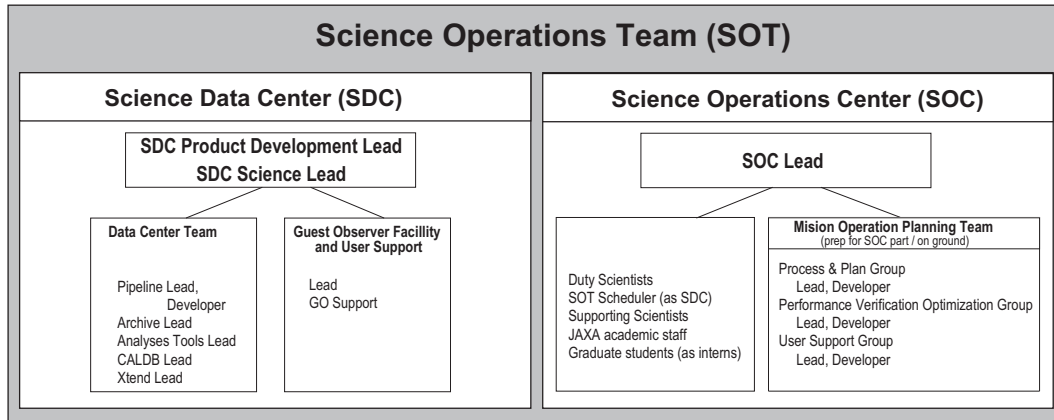 Science Operations Team (SOT)
Science Data Center (SDC)
SDC Product Development Lead
SDC Science Lead
Data Center Team
Pipeline Lead,
Developer
Archive Lead
Analyses Tools Lead
CALDB Lead
Xtend Lead
Guest Observer Facillity
and User Support
Lead
GO Support
Science Operations Center (SOC)
SOC Lead
Duty Scientists
SOT Scheduler (as SDC)
Supporting Scientists
JAXA academic staff
Graduate students (as interns)
Mision Operation Planning Team
(prep for SOC part / on ground)
Process & Plan Group
Lead, Developer
Performance Verification Optimization Group
Lead, Developer
User Support Group
Lead, Developer